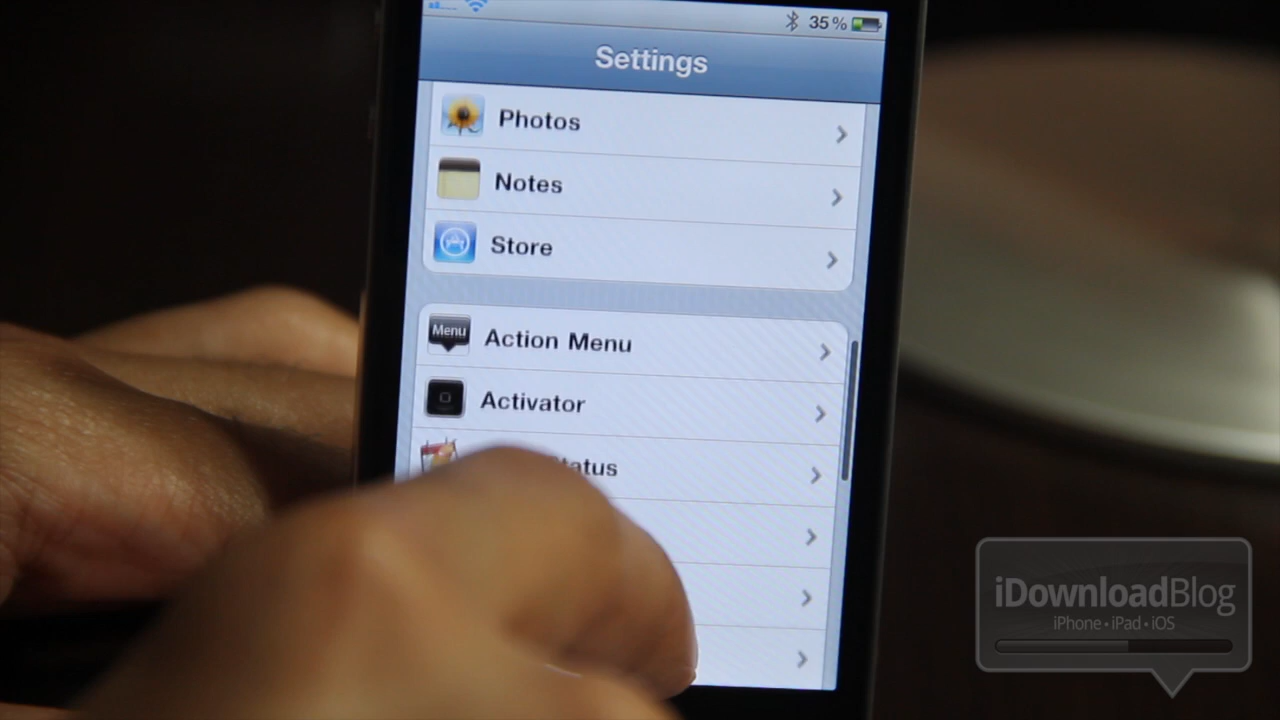 35%
Settings
Photos
Notes
Store
Menu
Action Menu
Activator
iDownloadBlog
iPhone • iPad • iOS